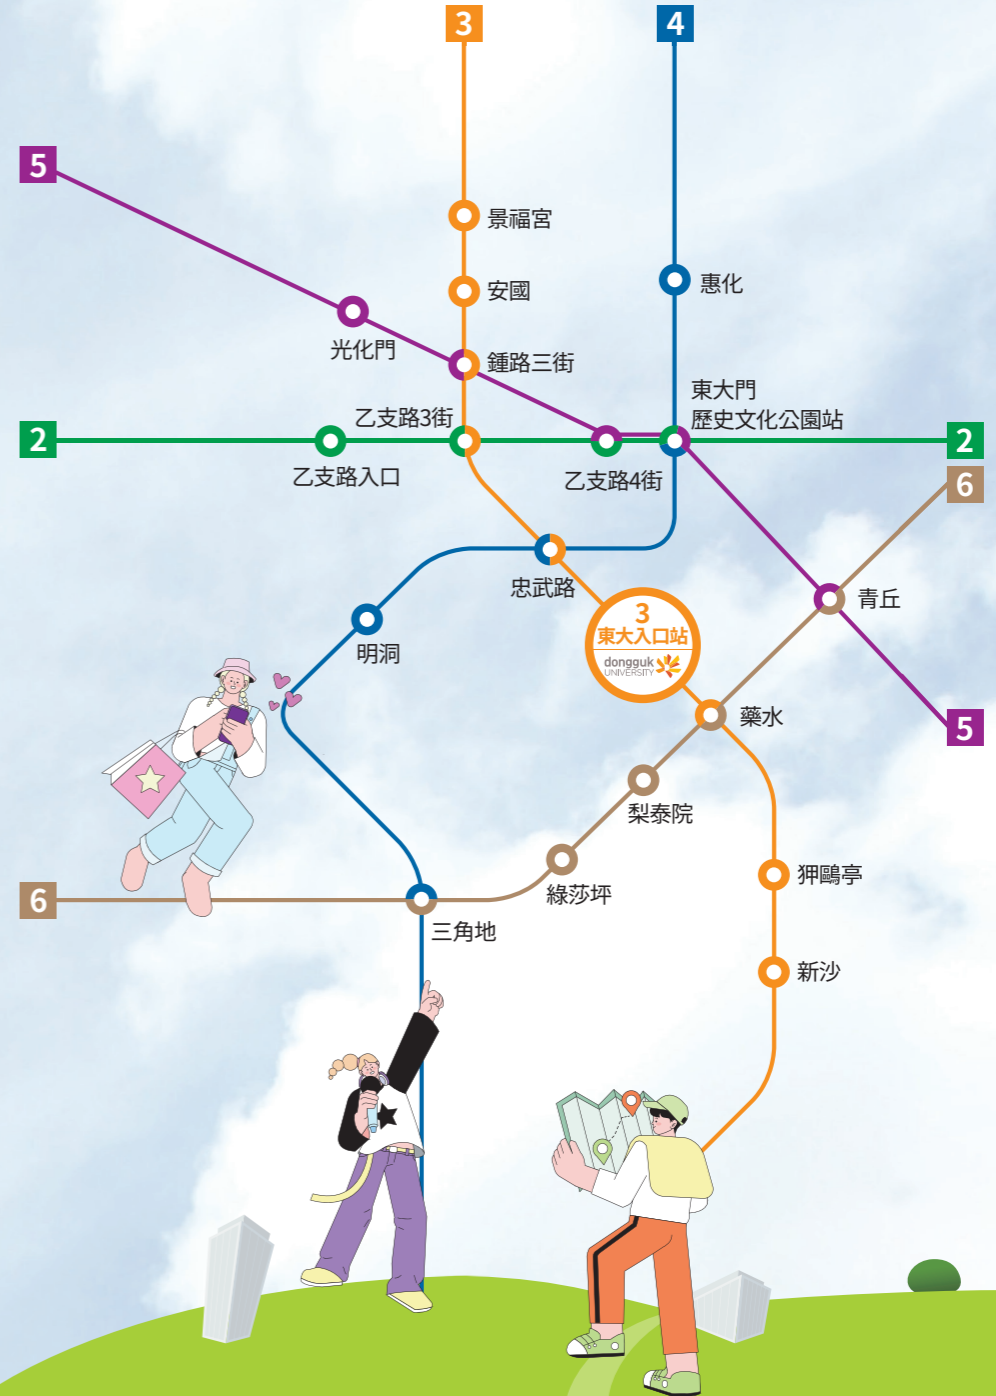 3
4
5
景福宮
惠化
安國
光化門
鍾路三街
東大門
歷史文化公園站
乙支路3街
2
2
乙支路入口
乙支路4街
6
忠武路
青丘
3
東大入口站
dongguk
UNIVERSITY
明洞
藥水
5
梨泰院
狎鷗亭
綠莎坪
6
三角地
新沙